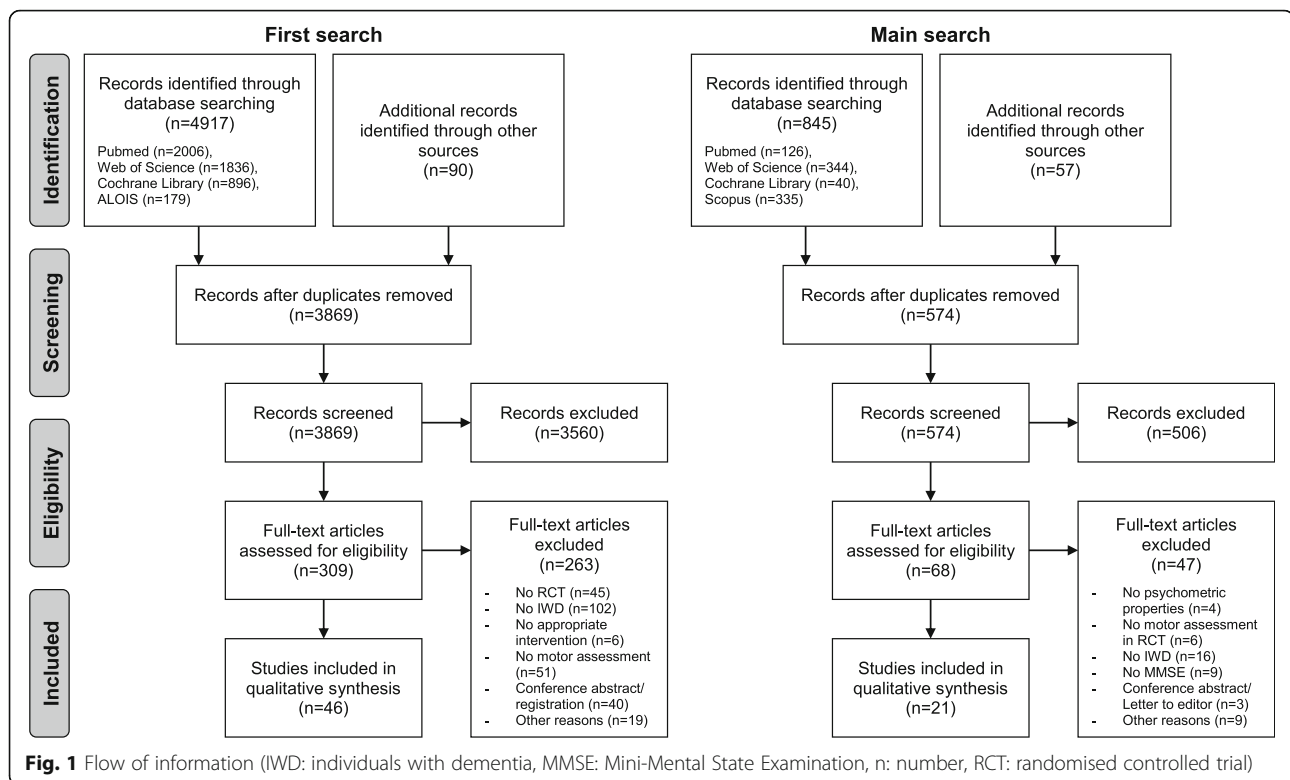 First search
Main search
Identification
Screening
Eligibility
Included
Records identified through
database searching
(n=4917)
Pubmed (n=2006),
Web of Science (n=1836),
Cochrane Library (n=896),
ALOIS (n=179)
Additional records
identified through other
sources
(n=90)
Records after duplicates removed
(n=3869)
Records screened
(n=3869)
Records excluded
(n=3560)
Full-text articles
assessed for eligibility
(n=309)
Full-text articles
excluded
(n=263)
- No RCT (n=45)
- No IWD (n=102)
- No appropriate
intervention (n=6)
- No motor assessment
(n=51)
- Conference abstract/
registration (n=40)
- Other reasons (n=19)
Studies included in
qualitative synthesis
(n=46)
Records identified through
database searching
(n=845)
Pubmed (n=126),
Web of Science (n=344),
Cochrane Library (n=40),
Scopus (n=335)
Additional records
identified through other
sources
(n=57)
Records after duplicates removed
(n=574)
Records screened
(n=574)
Records excluded
(n=506)
Full-text articles
assessed for eligibility
(n=68)
Full-text articles
excluded
(n=47)
- No psychometric
properties (n=4)
- No motor assessment
in RCT (n=6)
- No IWD (n=16)
- No MMSE (n=9)
- Conference abstract/
Letter to editor (n=3)
- Other reasons (n=9)
Studies included in
qualitative synthesis
(n=21)
Fig. 1 Flow of information (IWD: individuals with dementia, MMSE: Mini-Mental State Examination, n: number, RCT: randomised controlled trial)